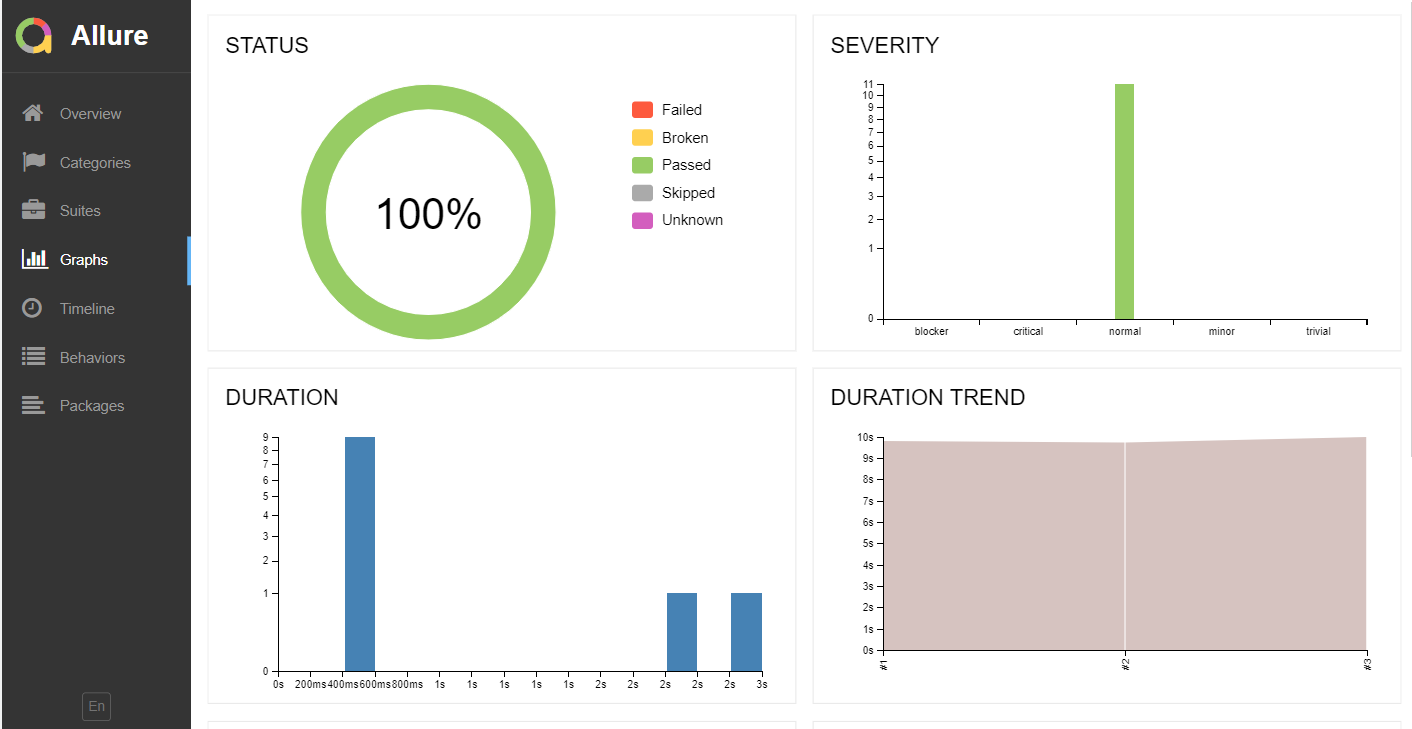 Allure
Overview
Categories
Suites
Graphs
Timeline
Behaviors
Packages
En
STATUS
100%
Failed
Broken
Passed
Skipped
Unknown
SEVERITY
11
10
9
8
7
6
5
4
3
2
1
0
blocker critical normal minor trivial
DURATION
9
8
7
6
5
4
3
2
1
0
0s 200ms 400ms 600ms 800ms 1s 1s 1s 1s 1s 2s 2s 2s 2s 2s 3s
DURATION TREND
10s
9s
8s
7s
6s
5s
4s
3s
2s
1s
0s
#1 #2 #3